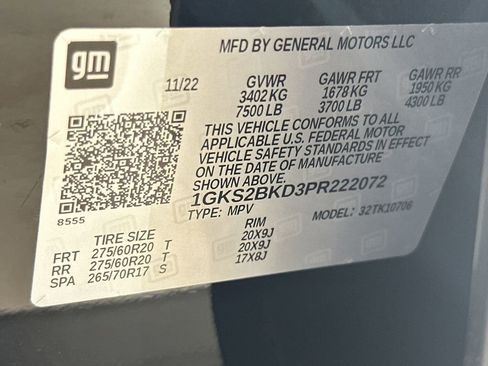 gm
MFD BY GENERAL MOTORS LLC
11/22 GVWR GAWR FRT GAWR RR
3402 KG 1678 KG 1950 KG
7500 LB 3700 LB 4300 LB
THIS VEHICLE CONFORMS TO ALL
APPLICABLE U.S. FEDERAL MOTOR
VEHICLE SAFETY STANDARDS IN EFFECT
ON THE DATE OF MANUFACTURE SHOWN ABOVE.
1GKS2BKD3PR222072
8555
TYPE: MPV MODEL: 32TK10706
TIRE SIZE RIM
FRT 275/60R20 T 20X9J
RR 275/60R20 T 20X9J
SPA 265/70R17 S 17X8J